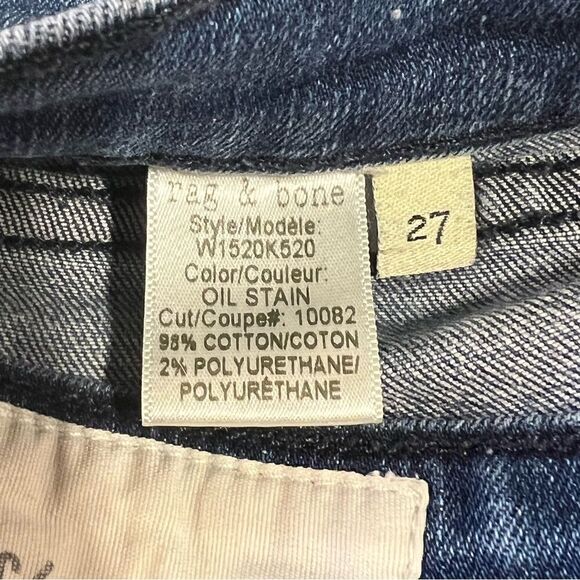 rag & bone
Style/Modèle:
W1520K520
Color/Couleur:
OIL STAIN
Cut/Coupe#: 10082
98% COTTON/COTON
2% POLYURETHANE/
POLYURÉTHANE
27